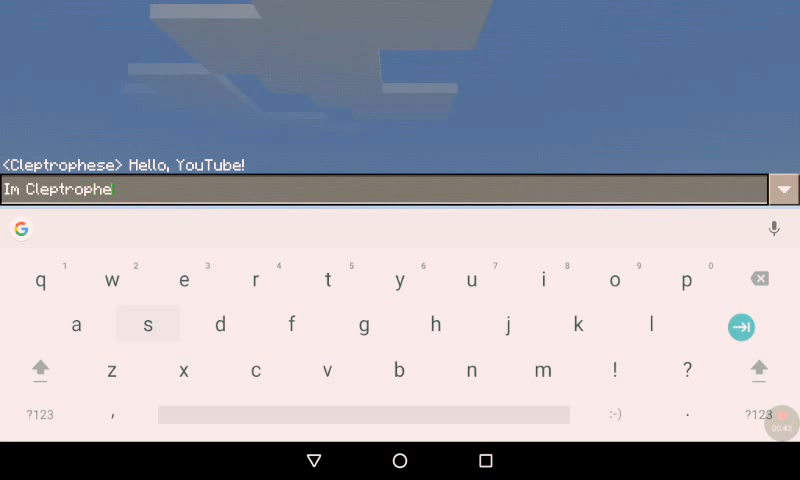 <Cleptrophese> Hello, YouTube!
Im Cleptrophe
G
1 2 3 4 5 6 7 8 9 0
q w e r t y u i o p
a s d f g h j k l
z x c v b n m ! ?
?123 , :-) . ?123
00:42